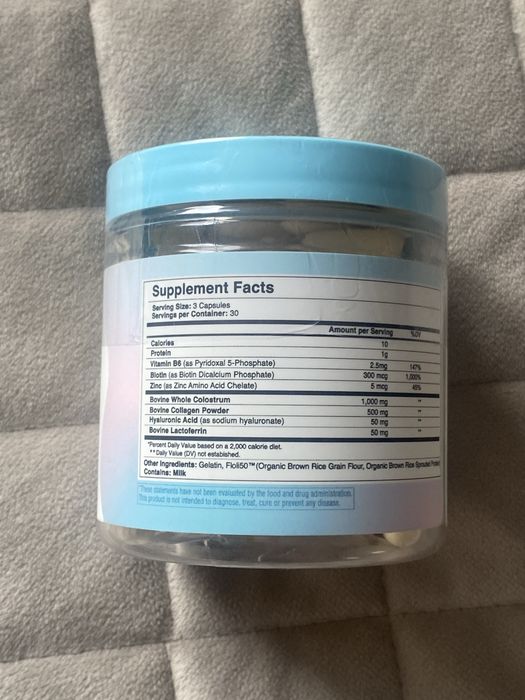 Supplement Facts
Serving Size: 3 Capsules
Servings per Container: 30
Amount per Serving %DV
Calories 10
Protein 1g
Vitamin B6 (as Pyridoxal 5-Phosphate) 2.5mg 147%
Biotin (as Biotin Dicalcium Phosphate) 300 mcg 1,000%
Zinc (as Zinc Amino Acid Chelate) 5 mcg 45%
Bovine Whole Colostrum 1,000 mg **
Bovine Collagen Powder 500 mg **
Hyaluronic Acid (as sodium hyaluronate) 50 mg **
Bovine Lactoferrin 50 mg **
*Percent Daily Value based on a 2,000 calorie diet.
** Daily Value (DV) not established.
Other Ingredients: Gelatin, Floli50™ (Organic Brown Rice Grain Flour, Organic Brown Rice Sprouted Protein)
Contains: Milk
*These statements have not been evaluated by the food and drug administration.
This product is not intended to diagnose, treat, cure or prevent any disease.